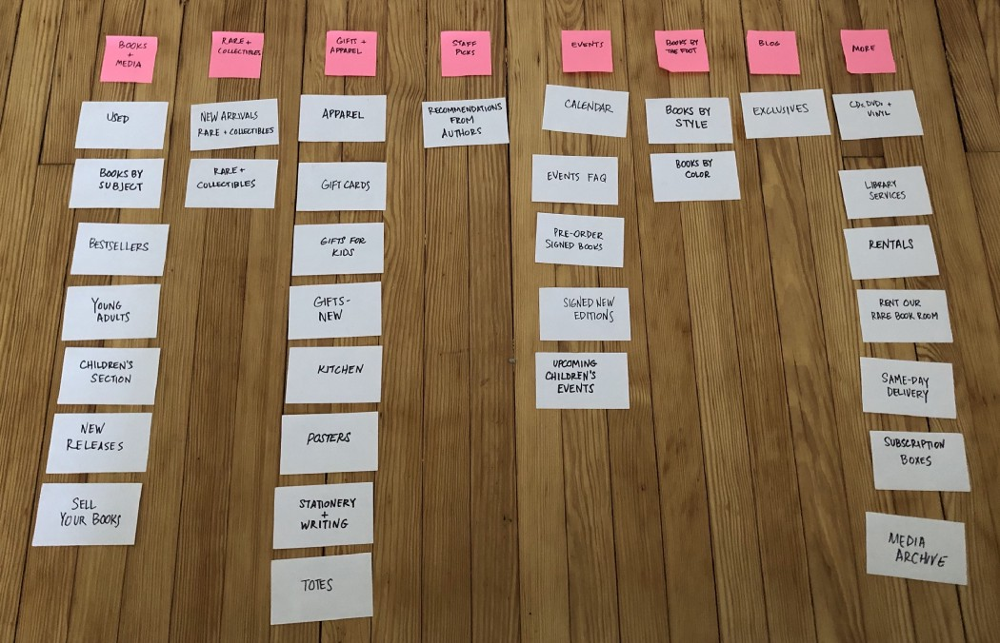 BOOKS
+
MEDIA
RARE +
COLLECTIBLES
GIFTS +
APPAREL
STAFF
PICKS
EVENTS
BOOKS BY
THE FOOT
BLOG
MORE
USED
BOOKS BY
SUBJECT
BESTSELLERS
YOUNG
ADULTS
CHILDREN'S
SECTION
NEW
RELEASES
SELL
YOUR BOOKS
NEW ARRIVALS
RARE + COLLECTIBLES
RARE +
COLLECTIBLES
APPAREL
GIFT CARDS
GIFTS FOR
KIDS
GIFTS-
NEW
KITCHEN
POSTERS
STATIONERY
+
WRITING
TOTES
RECOMMENDATIONS
FROM
AUTHORS
CALENDAR
EVENTS FAQ
PRE-ORDER
SIGNED BOOKS
SIGNED NEW
EDITIONS
UPCOMING
CHILDREN'S
EVENTS
BOOKS BY
STYLE
BOOKS BY
COLOR
EXCLUSIVES
CDs, DVDs +
VINYL
LIBRARY
SERVICES
RENTALS
RENT OUR
RARE BOOK ROOM
SAME-DAY
DELIVERY
SUBSCRIPTION
BOXES
MEDIA
ARCHIVE